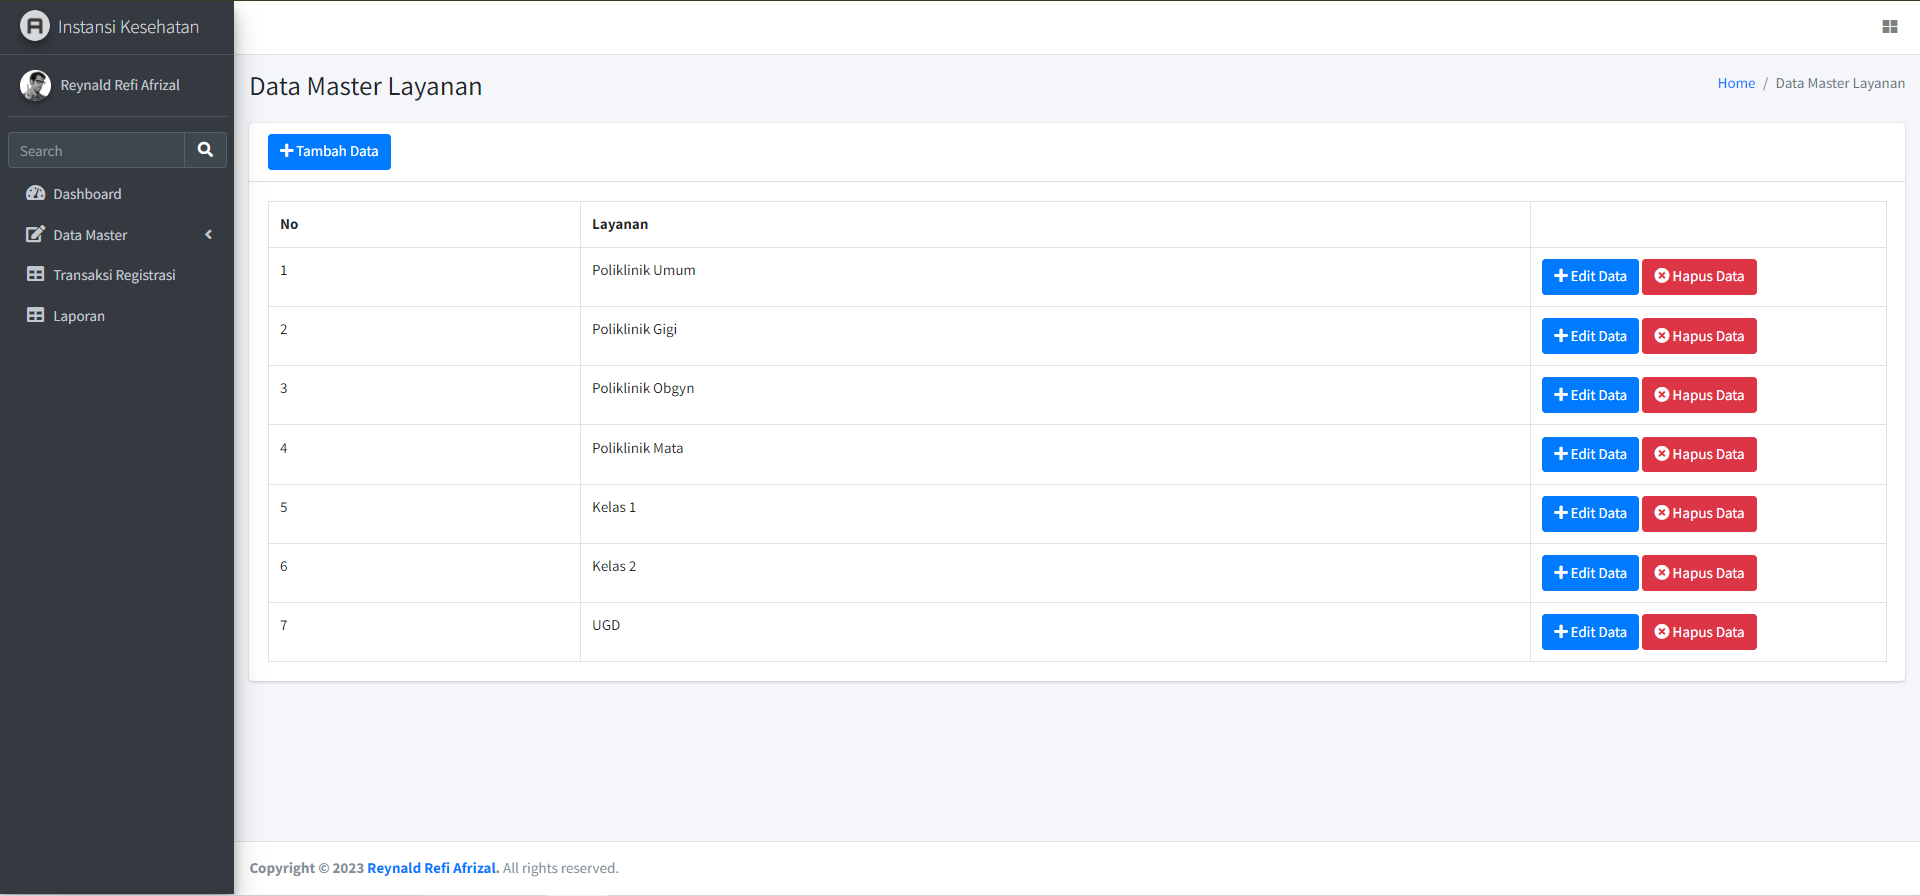 Instansi Kesehatan
Reynald Refi Afrizal
Search
Dashboard
Data Master
Transaksi Registrasi
Laporan
Data Master Layanan
Home / Data Master Layanan
Tambah Data
No Layanan
1 Poliklinik Umum Edit Data Hapus Data
2 Poliklinik Gigi Edit Data Hapus Data
3 Poliklinik Obgyn Edit Data Hapus Data
4 Poliklinik Mata Edit Data Hapus Data
5 Kelas 1 Edit Data Hapus Data
6 Kelas 2 Edit Data Hapus Data
7 UGD Edit Data Hapus Data
Copyright © 2023 Reynald Refi Afrizal. All rights reserved.